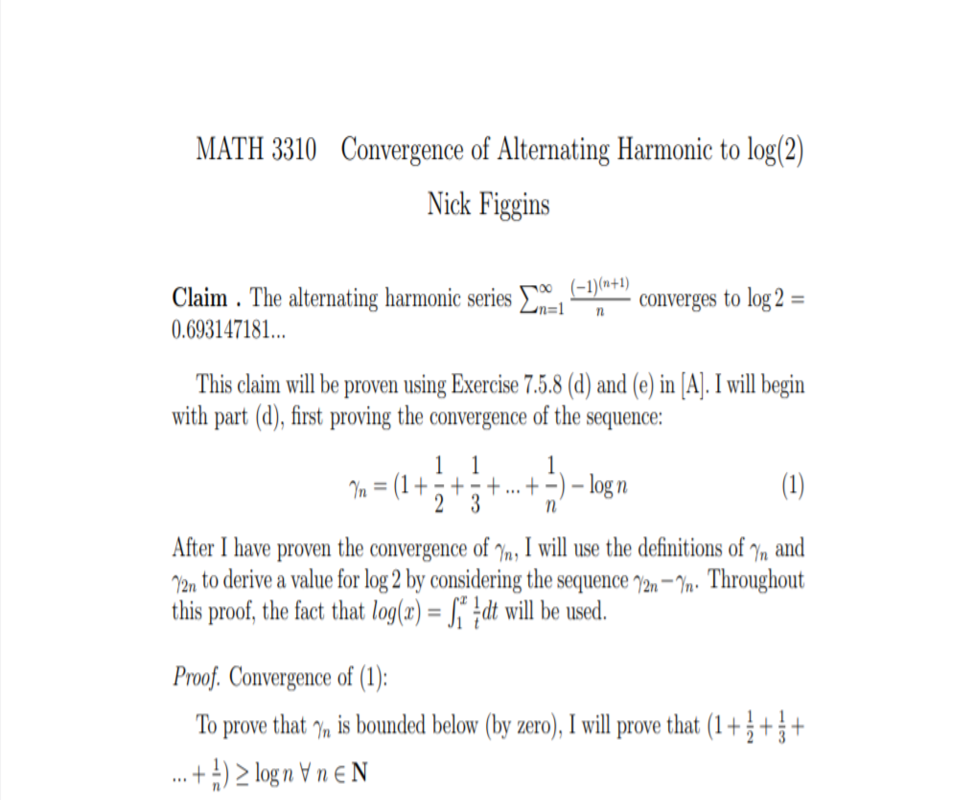 MATH 3310 Convergence of Alternating Harmonic to log(2)
Nick Figgins
Claim . The alternating harmonic series $\sum_{n=1}^{\infty} \frac{(-1)^{(n+1)}}{n}$ converges to log 2 =
0.693147181...
This claim will be proven using Exercise 7.5.8 (d) and (e) in [A]. I will begin
with part (d), first proving the convergence of the sequence:
$\gamma_n = (1 + \frac{1}{2} + \frac{1}{3} + ... + \frac{1}{n}) - \log n$ (1)
After I have proven the convergence of $\gamma_n$, I will use the definitions of $\gamma_n$ and
$\gamma_{2n}$ to derive a value for log 2 by considering the sequence $\gamma_{2n} - \gamma_n$. Throughout
this proof, the fact that $log(x) = \int_1^x \frac{1}{t} dt$ will be used.
Proof. Convergence of (1):
To prove that $\gamma_n$ is bounded below (by zero), I will prove that $(1 + \frac{1}{2} + \frac{1}{3} +$
$... + \frac{1}{n}) \geq \log n \forall n \in \mathbf{N}$